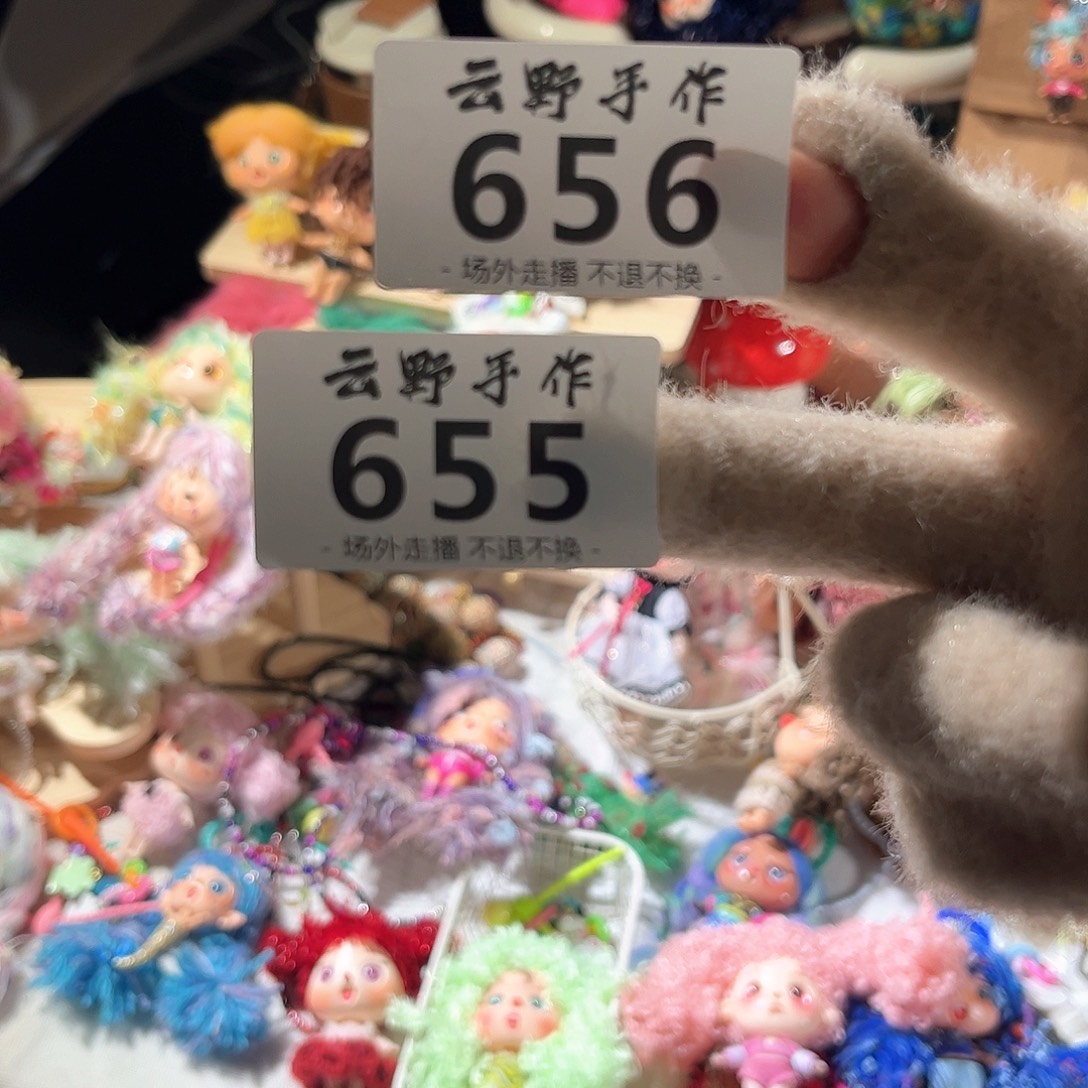 云野手作
656
- 场外走播 不退不换 -
云野手作
655
- 场外走播 不退不换 -